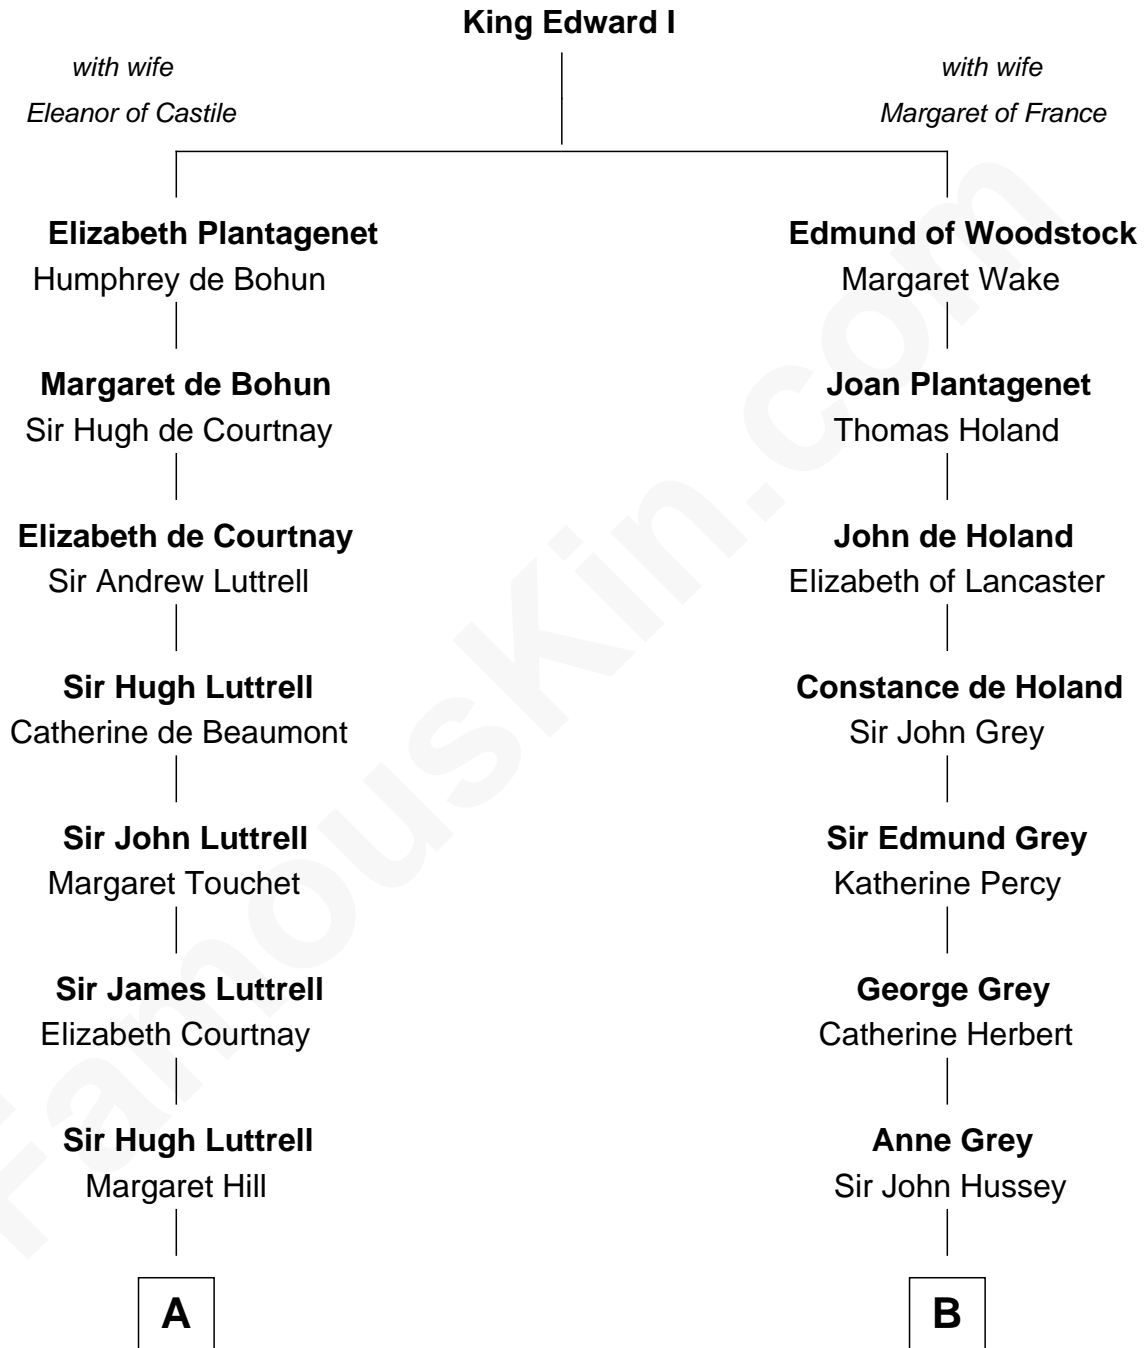 King Edward I
with wife
Eleanor of Castile
with wife
Margaret of France
Elizabeth Plantagenet
Humphrey de Bohun
Margaret de Bohun
Sir Hugh de Courtnay
Elizabeth de Courtnay
Sir Andrew Luttrell
Sir Hugh Luttrell
Catherine de Beaumont
Sir John Luttrell
Margaret Touchet
Sir James Luttrell
Elizabeth Courtnay
Sir Hugh Luttrell
Margaret Hill
A
Edmund of Woodstock
Margaret Wake
Joan Plantagenet
Thomas Holand
John de Holand
Elizabeth of Lancaster
Constance de Holand
Sir John Grey
Sir Edmund Grey
Katherine Percy
George Grey
Catherine Herbert
Anne Grey
Sir John Hussey
B
FamousKin.com